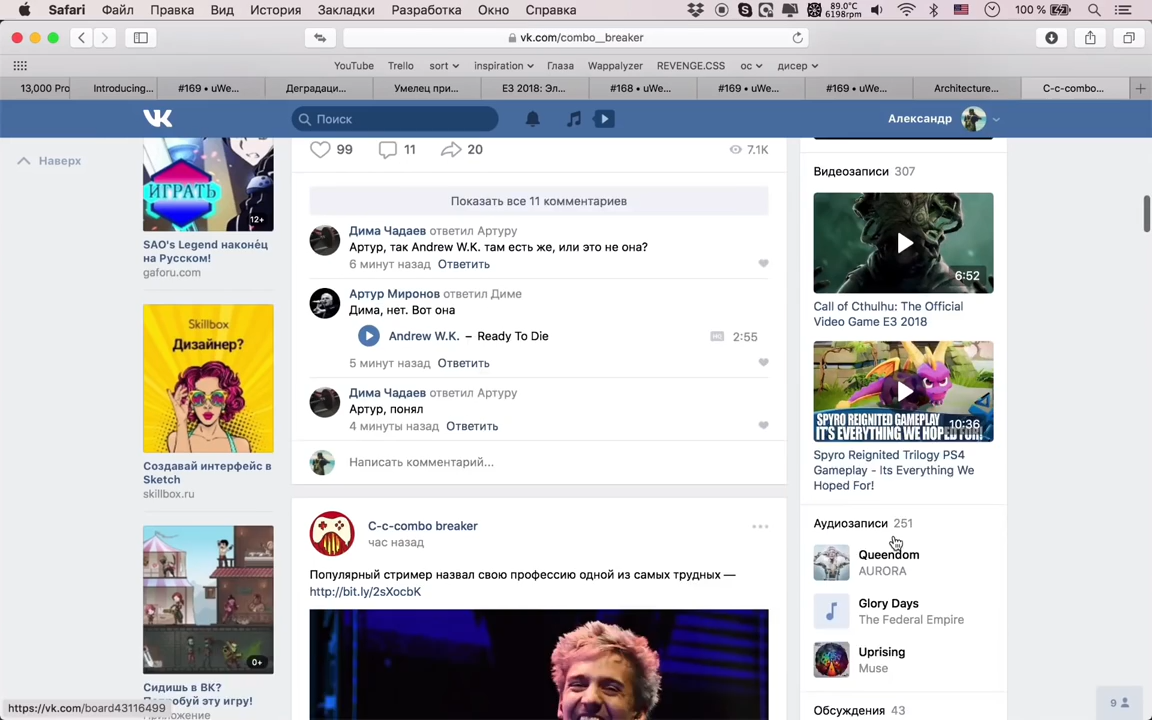 Safari Файл Правка Вид История Закладки Разработка Окно Справка
89.0°C
6198rpm
100 %
vk.com/combo__breaker
YouTube Trello sort inspiration Глаза Wappalyzer REVENGE.CSS ос дисер
13,000 Pro Introducing... #169 • uWe... Деградаци... Умелец при... E3 2018: Эл... #168 • uWe... #169 • uWe... #169 • uWe... Architecture... C-c-combo...
Поиск
Александр
Наверх
ИГРАТЬ
12+
SAO's Legend наконе́ц
на Русском!
gaforu.com
Skillbox
Дизайнер?
Создавай интерфейс в
Sketch
skillbox.ru
0+
Сидишь в ВК?
Попробуй эту игру!
Приложение
https://vk.com/board43116499
99 11 20 7.1K
Показать все 11 комментариев
Дима Чадаев ответил Артуру
Артур, так Andrew W.K. там есть же, или это не она?
6 минут назад Ответить
Артур Миронов ответил Диме
Дима, нет. Вот она
Andrew W.K. – Ready To Die HQ 2:55
5 минут назад Ответить
Дима Чадаев ответил Артуру
Артур, понял
4 минуты назад Ответить
Написать комментарий...
C-c-combo breaker
час назад
Популярный стример назвал свою профессию одной из самых трудных —
http://bit.ly/2sXocbK
Видеозаписи 307
6:52
Call of Cthulhu: The Official
Video Game E3 2018
SPYRO REIGNITED GAMEPLAY
IT'S EVERYTHING WE HOPED FOR!
10:36
Spyro Reignited Trilogy PS4
Gameplay - Its Everything We
Hoped For!
Аудиозаписи 251
Queendom
AURORA
Glory Days
The Federal Empire
Uprising
Muse
Обсуждения 43
9